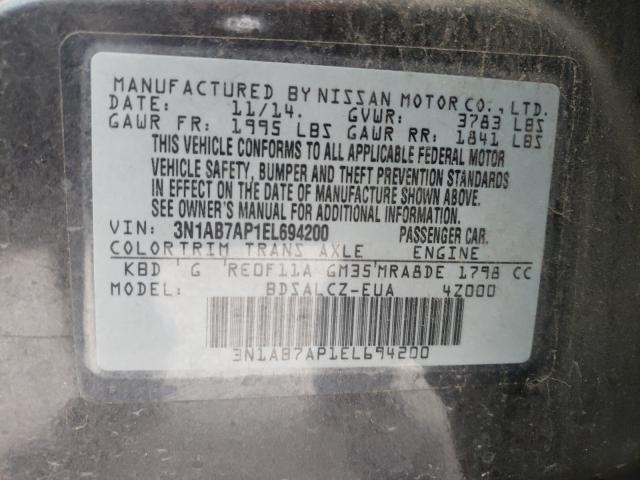 MANUFACTURED BY NISSAN MOTOR CO., LTD.
DATE: 11/14. GVWR: 3783 LBS
GAWR FR: 1995 LBS GAWR RR: 1841 LBS
THIS VEHICLE CONFORMS TO ALL APPLICABLE FEDERAL MOTOR
VEHICLE SAFETY, BUMPER AND THEFT PREVENTION STANDARDS
IN EFFECT ON THE DATE OF MANUFACTURE SHOWN ABOVE.
SEE OWNER'S MANUAL FOR ADDITIONAL INFORMATION.
VIN: 3N1AB7AP1EL694200 PASSENGER CAR.
COLOR TRIM TRANS AXLE ENGINE
KBD G RE0F11A GM35 MRA8DE 1798 CC
MODEL: BDSALCZ-EUA 4Z000
3N1AB7AP1EL694200